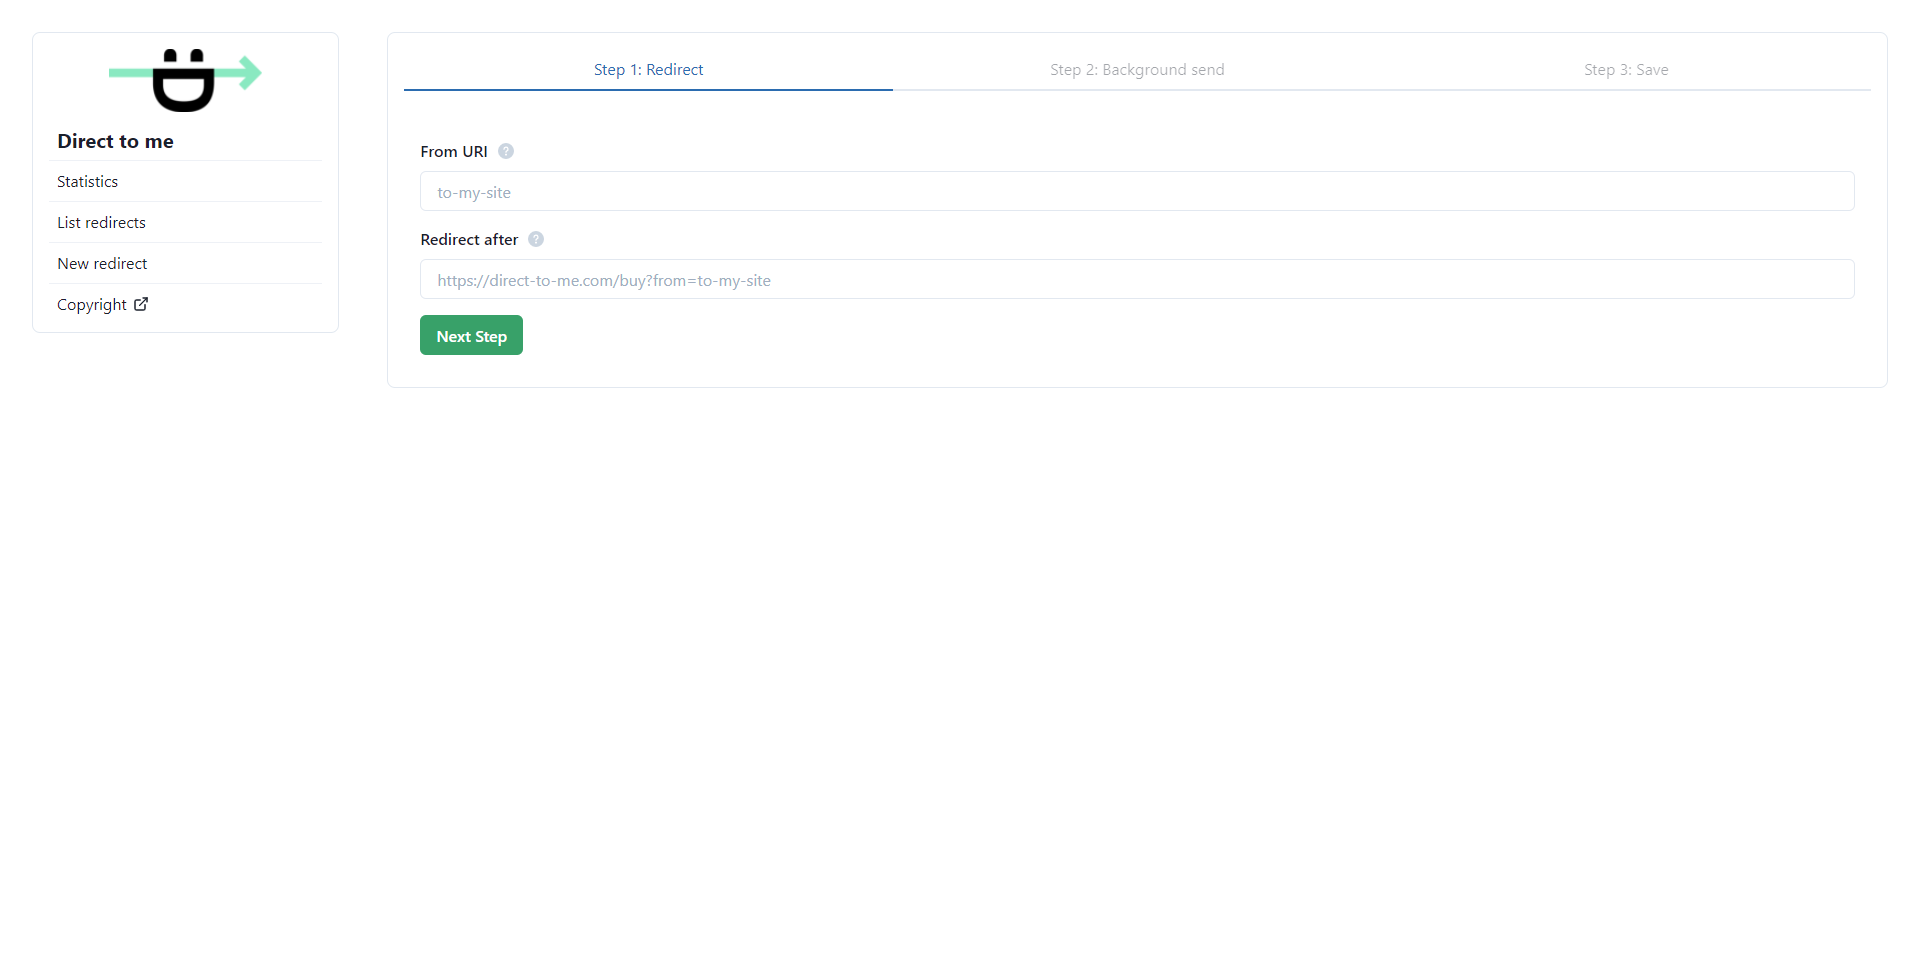 Direct to me
Statistics
List redirects
New redirect
Copyright
Step 1: Redirect
Step 2: Background send
Step 3: Save
From URI ?
to-my-site
Redirect after ?
https://direct-to-me.com/buy?from=to-my-site
Next Step